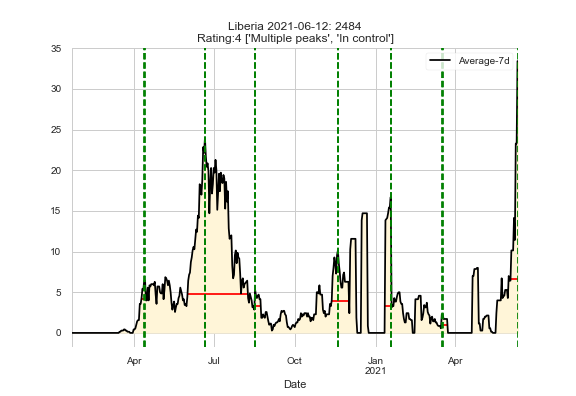 Liberia 2021-06-12: 2484
Rating:4 ['Multiple peaks', 'In control']
Average-7d
35
30
25
20
15
10
5
0
Apr
Jul
Oct
Jan
2021
Apr
Date